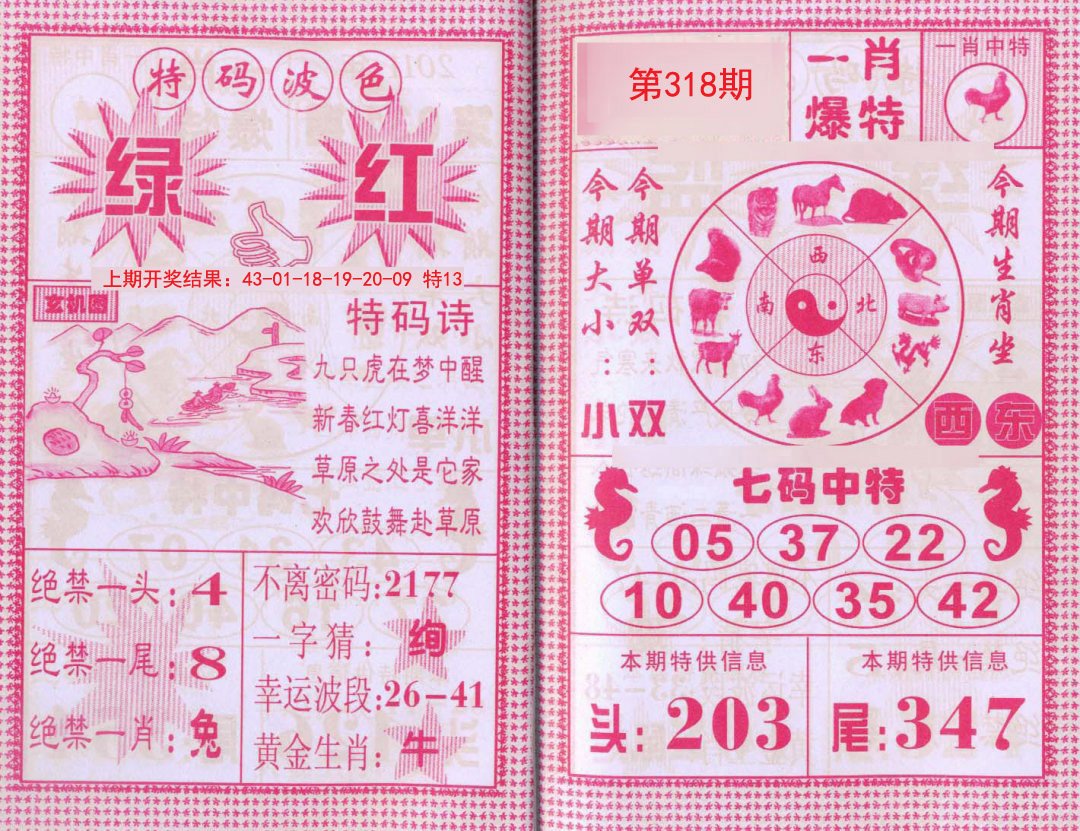 特码波色
绿 红
上期开奖结果：43-01-18-19-20-09 特13
玄机图
特码诗
九只虎在梦中醒
新春红灯喜洋洋
草原之处是它家
欢欣鼓舞赴草原
绝禁一头:4
绝禁一尾:8
绝禁一肖:兔
不离密码:2177
一字猜：绚
幸运波段:26-41
黄金生肖:牛
第318期
一肖爆特
一肖中特
今期大小：小
今期单双：双
西
南 北
东
今期生肖坐
西东
七码中特
05 37 22
10 40 35 42
本期特供信息
头:203
本期特供信息
尾:347